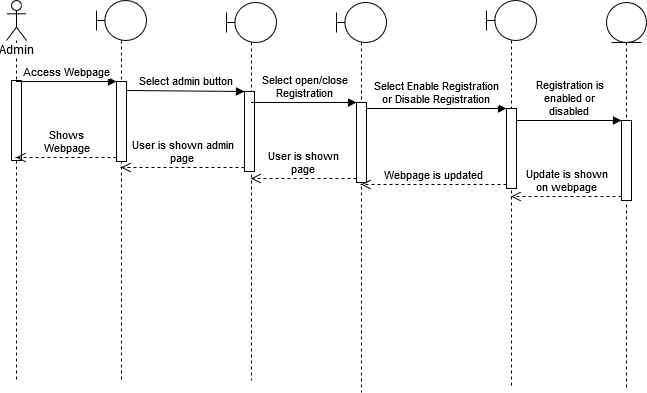 Admin
Access Webpage
Select admin button
Select open/close
Registration
Select Enable Registration
or Disable Registration
Registration is
enabled or
disabled
Shows
Webpage
User is shown admin
page
User is shown
page
Webpage is updated
Update is shown
on webpage